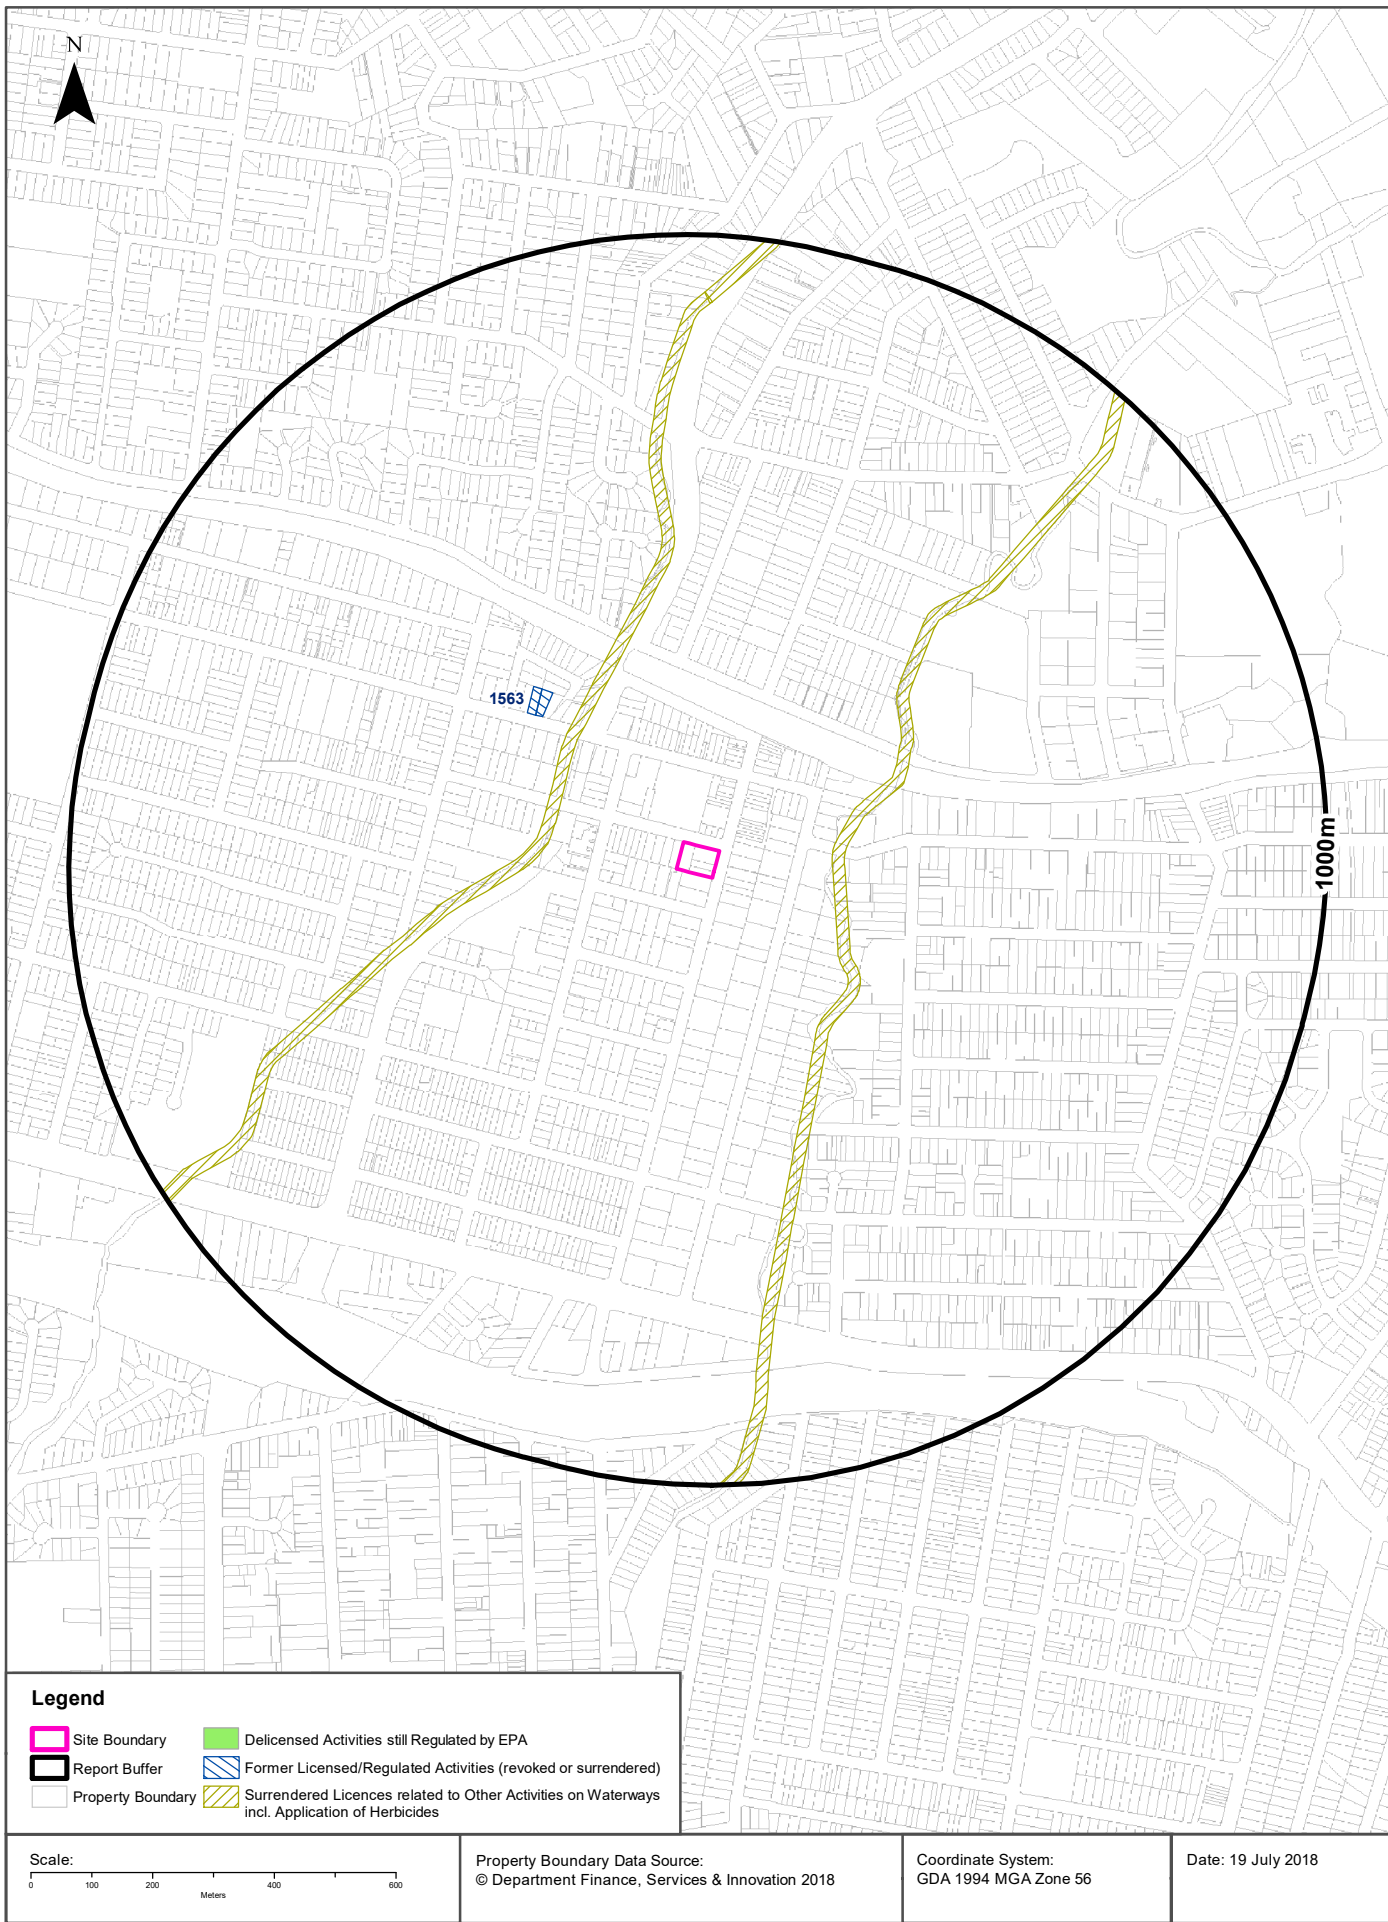 N
1563
1000m
Legend
Site Boundary
Report Buffer
Property Boundary
Delicensed Activities still Regulated by EPA
Former Licensed/Regulated Activities (revoked or surrendered)
Surrendered Licences related to Other Activities on Waterways
incl. Application of Herbicides
Scale:
0 100 200 400 600
Meters
Property Boundary Data Source:
© Department Finance, Services & Innovation 2018
Coordinate System:
GDA 1994 MGA Zone 56
Date: 19 July 2018